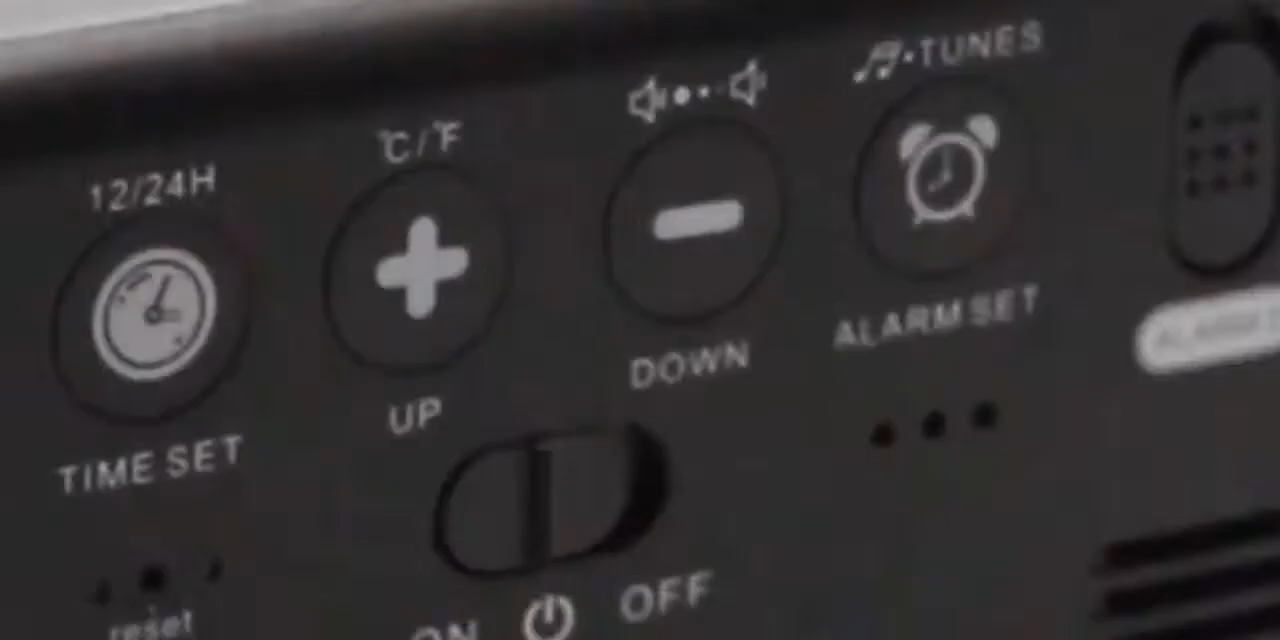 12/24H
°C/°F
TUNES
TIME SET
UP
DOWN
ALARM SET
reset
ON
OFF